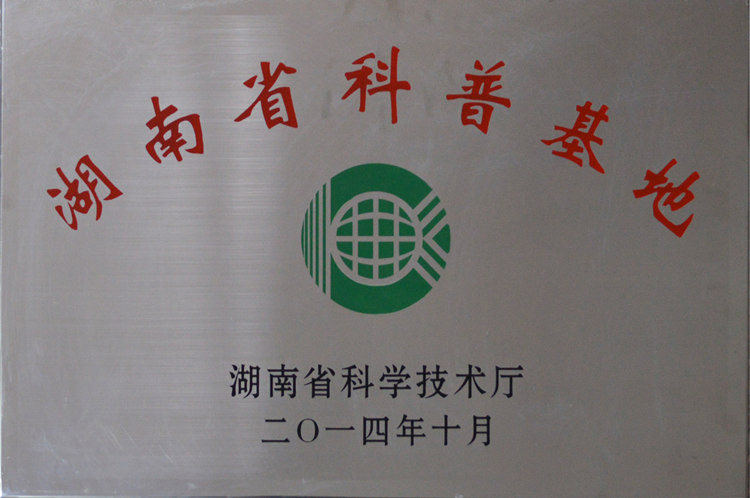 湖南省科普基地
湖南省科学技术厅
二〇一四年十月